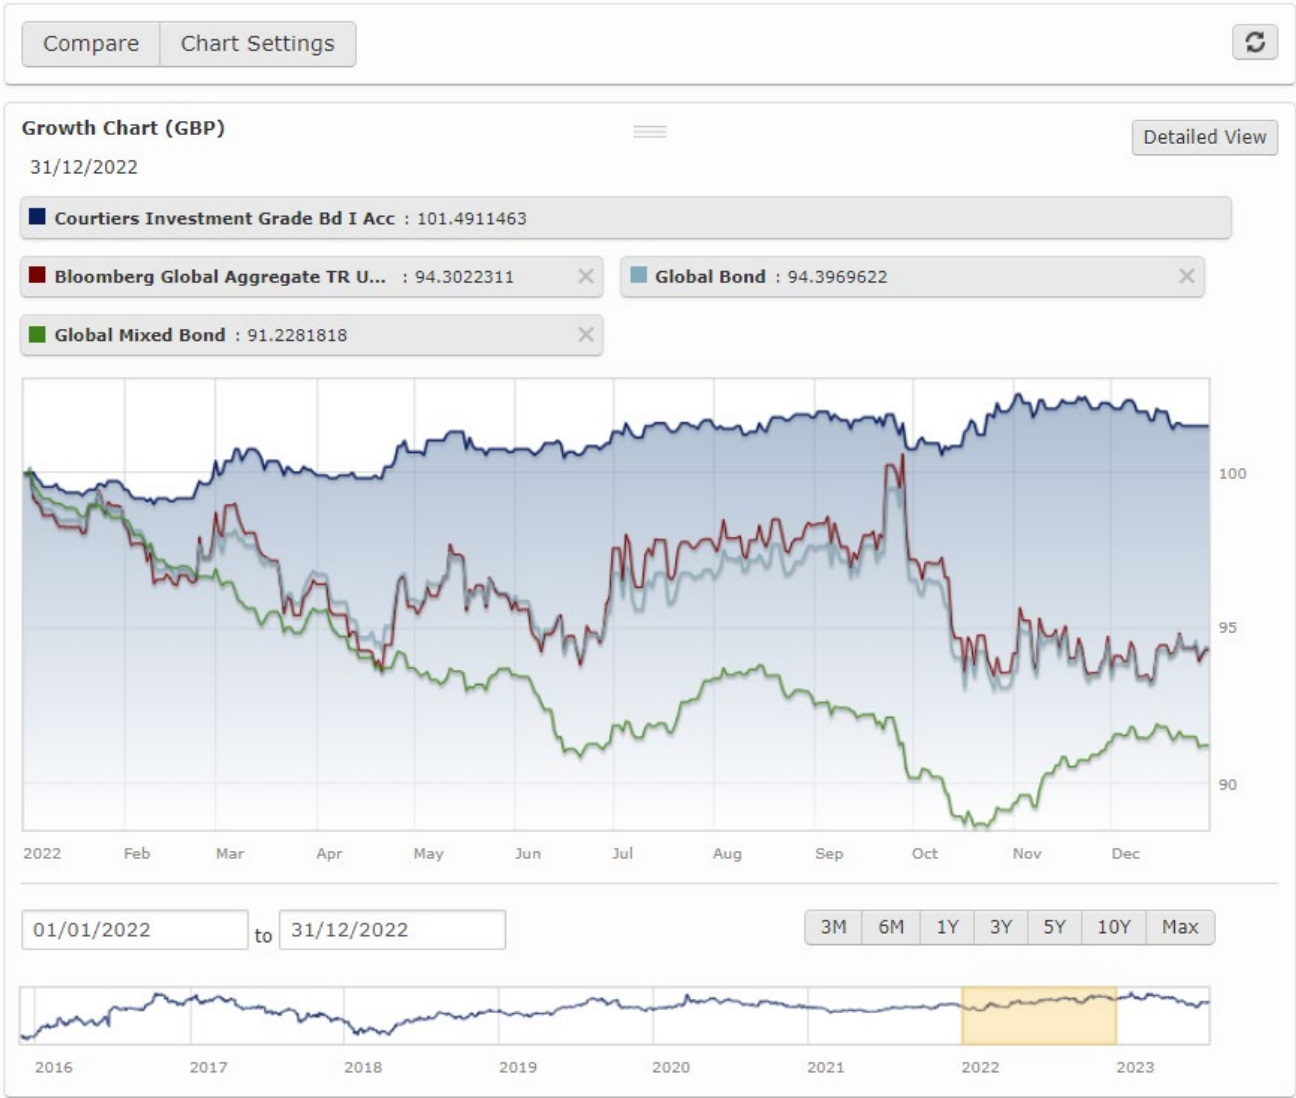 Compare Chart Settings
Growth Chart (GBP)
Detailed View
31/12/2022
Courtiers Investment Grade Bd I Acc : 101.4911463
Bloomberg Global Aggregate TR U... : 94.3022311
Global Bond : 94.3969622
Global Mixed Bond : 91.2281818
100
95
90
2022 Feb Mar Apr May Jun Jul Aug Sep Oct Nov Dec
01/01/2022 to 31/12/2022
3M 6M 1Y 3Y 5Y 10Y Max
2016 2017 2018 2019 2020 2021 2022 2023